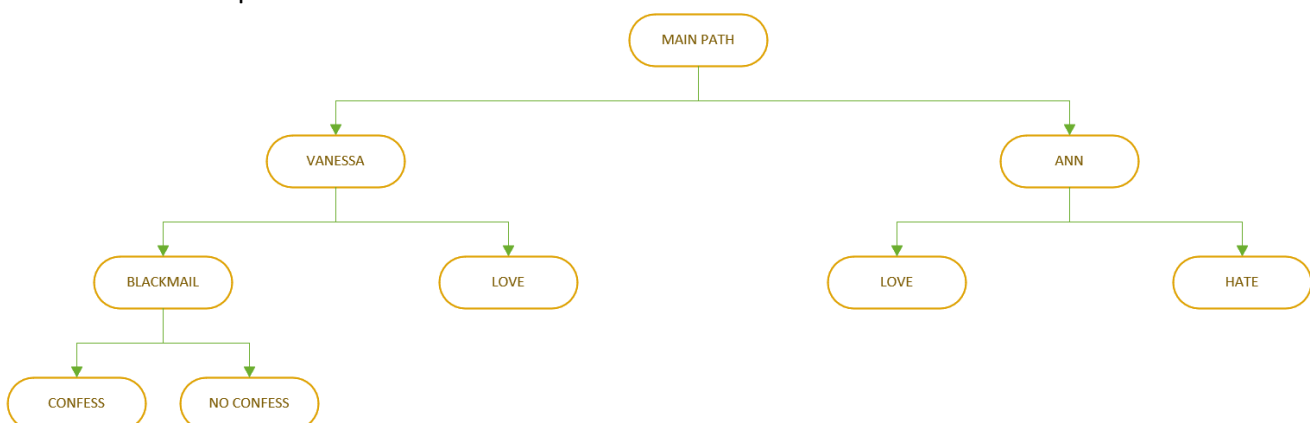 MAIN PATH
VANESSA
ANN
BLACKMAIL
LOVE
LOVE
HATE
CONFESS
NO CONFESS